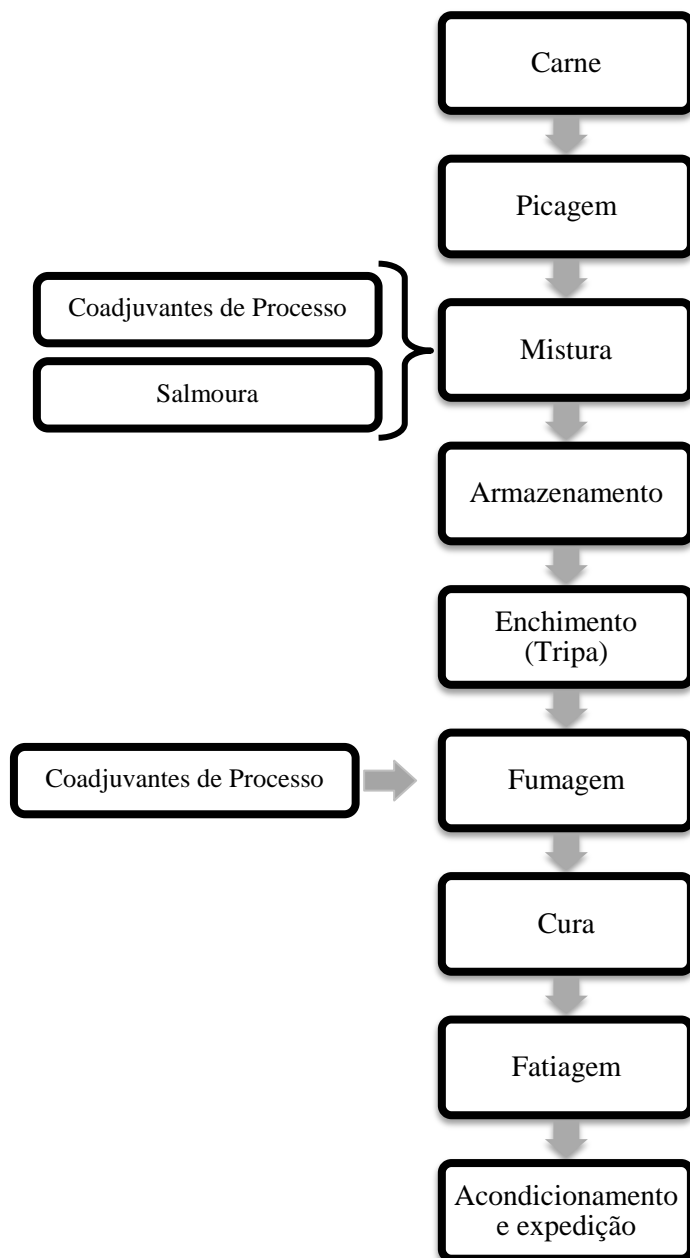 Carne
Picagem
Coadjuvantes de Processo
Salmoura
Mistura
Armazenamento
Enchimento
(Tripa)
Coadjuvantes de Processo
Fumagem
Cura
Fatiagem
Acondicionamento
e expedição